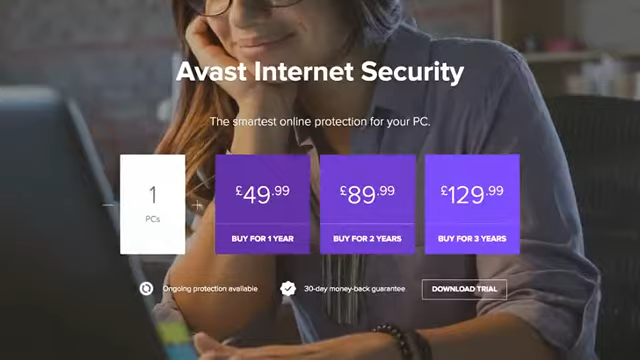 Avast Internet Security
The smartest online protection for your PC.
1
PCs
£49.99
BUY FOR 1 YEAR
£89.99
BUY FOR 2 YEARS
£129.99
BUY FOR 3 YEARS
Ongoing protection available
30-day money-back guarantee
DOWNLOAD TRIAL